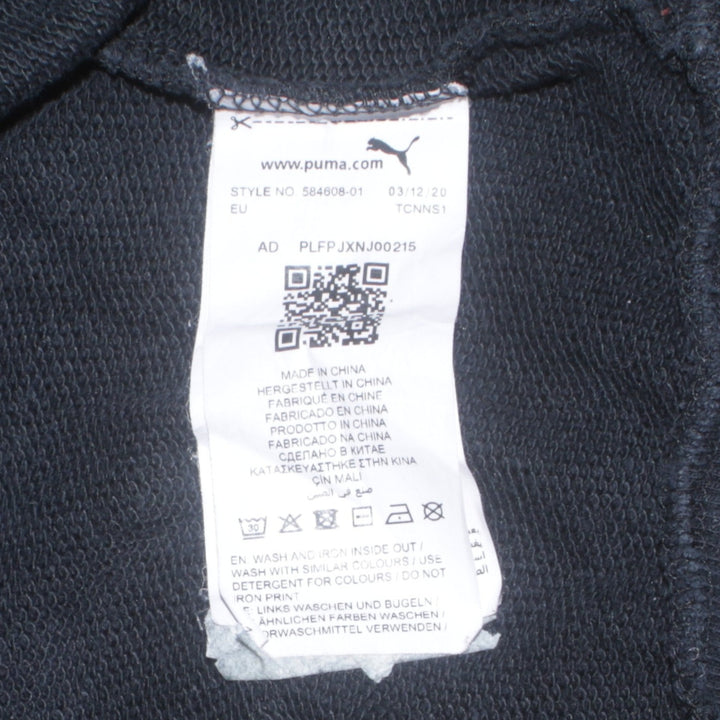 www.puma.com
STYLE NO 584608-01 03/12/20
EU TCNNS1
AD PLFPJXNJ00215
MADE IN CHINA
HERGESTELLT IN CHINA
FABRIQUÉ EN CHINE
FABRICADO EN CHINA
PRODOTTO IN CHINA
FABRICADO NA CHINA
СДЕЛАНО В КИТАЕ
ΚΑΤΑΣΚΕΥΑΣΤΗΚΕ ΣΤΗΝ ΚΙΝΑ
ÇİN MALI
صنع في الصين
30
EN: WASH AND IRON INSIDE OUT /
WASH WITH SIMILAR COLOURS / USE
DETERGENT FOR COLOURS / DO NOT
IRON PRINT
LINKS WASCHEN UND BÜGELN /
ÄHNLICHEN FARBEN WASCHEN /
VERWENDEN /